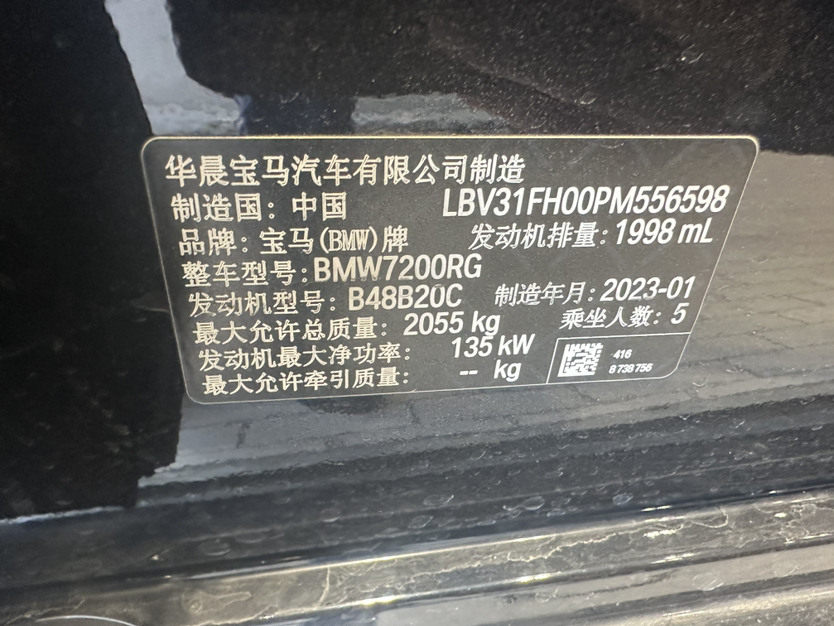 华晨宝马汽车有限公司制造
制造国：中国 LBV31FH00PM556598
品牌：宝马(BMW)牌 发动机排量：1998 mL
整车型号：BMW7200RG
发动机型号：B48B20C 制造年月：2023-01
最大允许总质量：2055 kg 乘坐人数：5
发动机最大净功率：135 kW
最大允许牵引质量：-- kg
416
8 738 756